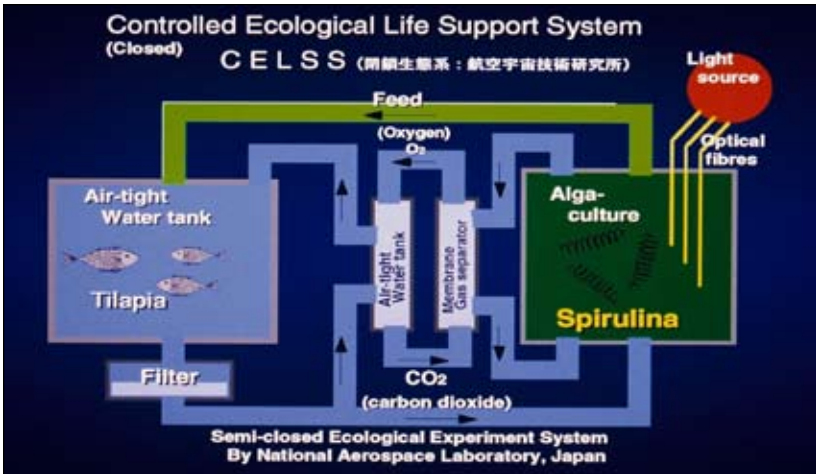 Controlled Ecological Life Support System
(Closed)
CELSS (閉鎖生態系：航空宇宙技術研究所)
Light
source
Feed
(Oxygen)
O₂
Optical
fibres
Air-tight
Water tank
Tilapia
Air-tight
Water tank
Membrane
Gas separator
Alga-
culture
Spirulina
Filter
CO₂
(carbon dioxide)
Semi-closed Ecological Experiment System
By National Aerospace Laboratory, Japan